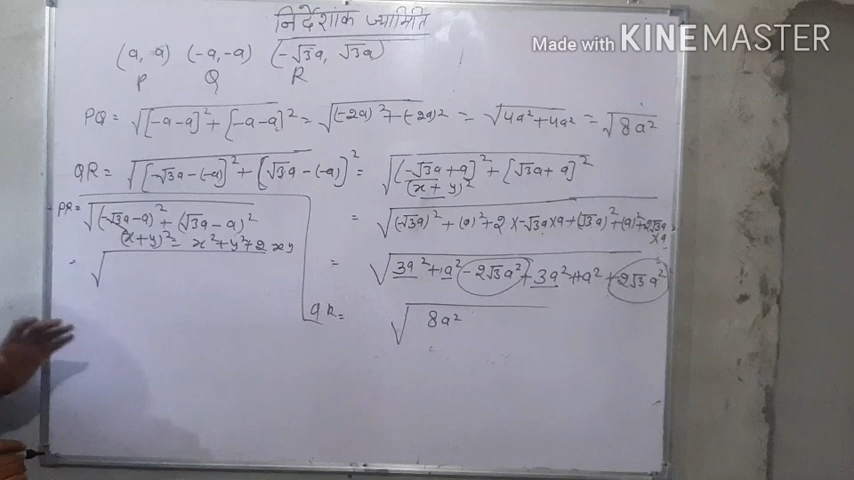 निर्देशांक ज्यामिति
Made with KINEMASTER
(a, a) (-a, -a) (-√3a, √3a)
P Q R
PQ = √[-a-a]² + [-a-a]² = √(-2a)² + (-2a)² = √4a² + 4a² = √8a²
QR = √[-√3a-(-a)]² + [√3a-(-a)]² = √(-√3a+a]² + [√3a+a]²
(x + y)²
= √(-√3a)² + (a)² + 2×-√3a×a + (√3a)² + (a)² + 2√3a×a
= √3a² + a² - 2√3a² + 3a² + a² + 2√3a²
QR = √8a²
PR = √(-√3a-a)² + (√3a-a)²
(x+y)² = x² + y² + 2xy
= √